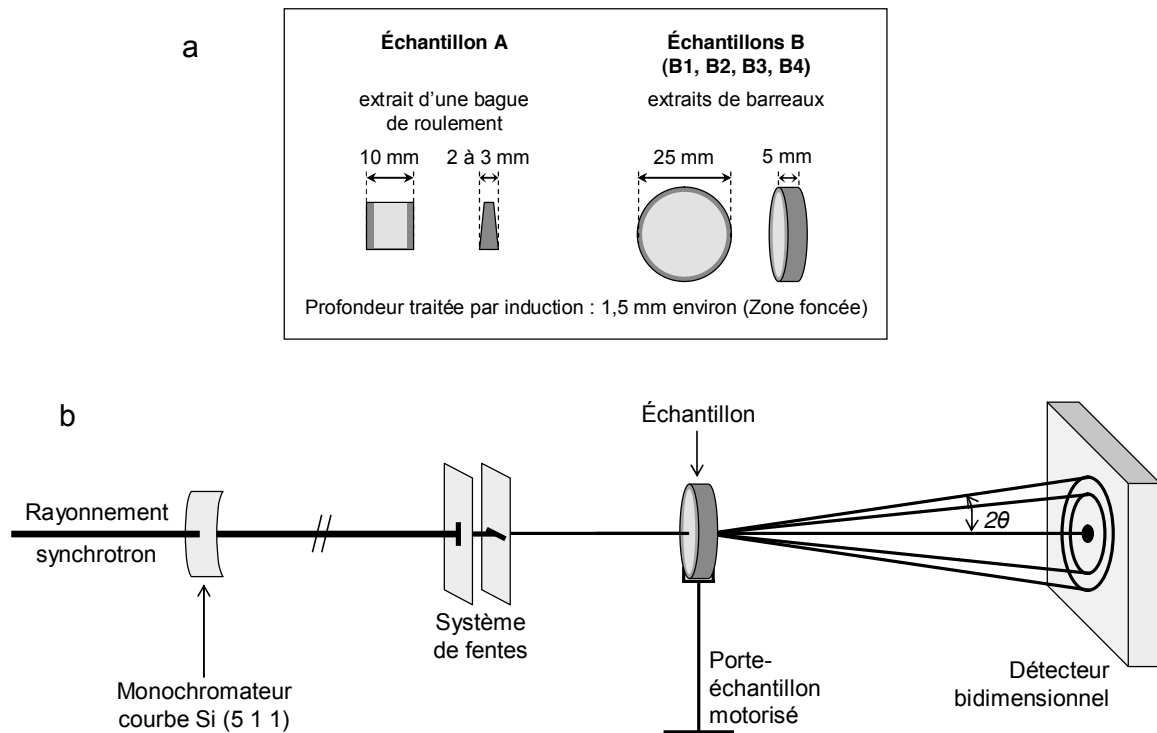 a
Échantillon A
extrait d'une bague
de roulement
10 mm
2 à 3 mm
Échantillons B
(B1, B2, B3, B4)
extraits de barreaux
25 mm
5 mm
Profondeur traitée par induction : 1,5 mm environ (Zone foncée)
b
Rayonnement
synchrotron
Monochromateur
courbe Si (5 1 1)
//
Système
de fentes
Échantillon
Porte-
échantillon
motorisé
2θ
Détecteur
bidimensionnel